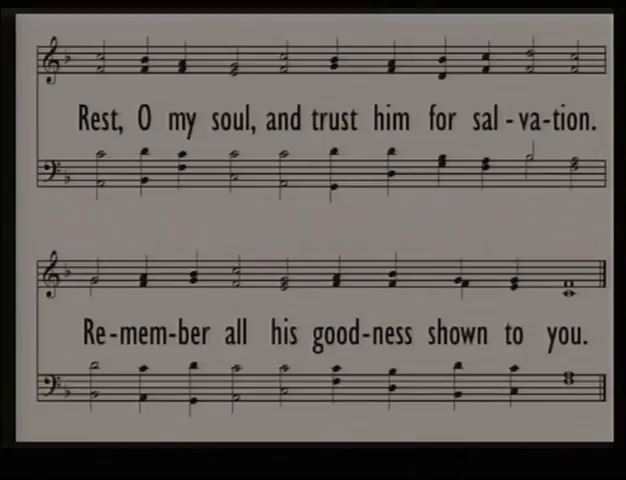 Rest, O my soul, and trust him for sal - va-tion.
Re-mem-ber all his good-ness shown to you.